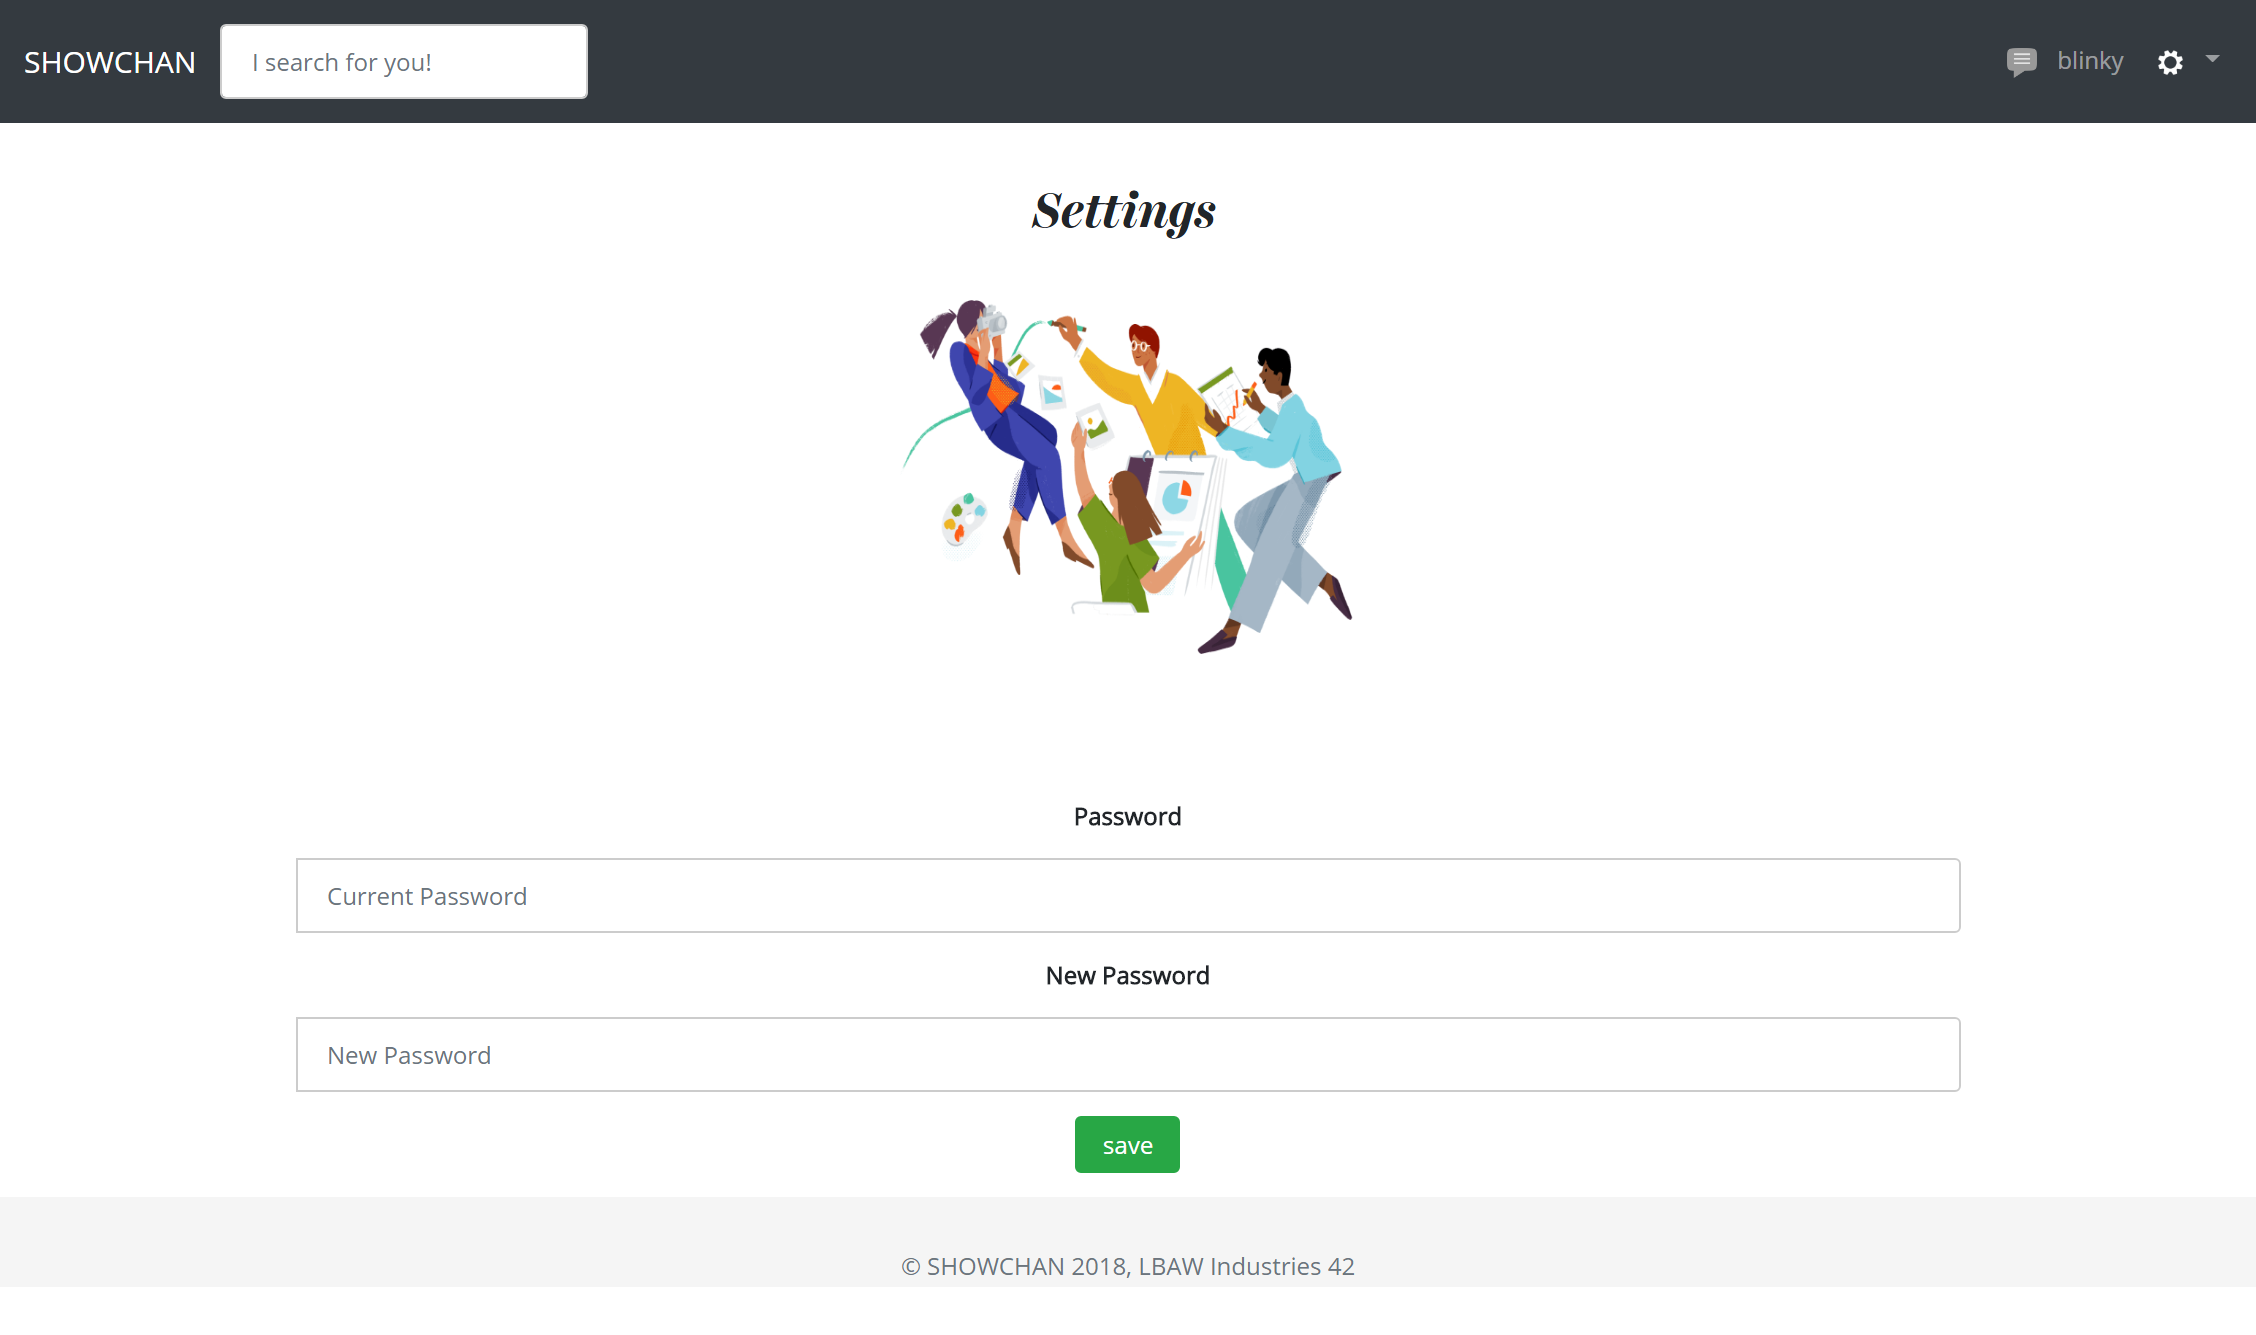 SHOWCHAN
I search for you!
blinky
Settings
Password
Current Password
New Password
New Password
save
© SHOWCHAN 2018, LBAW Industries 42